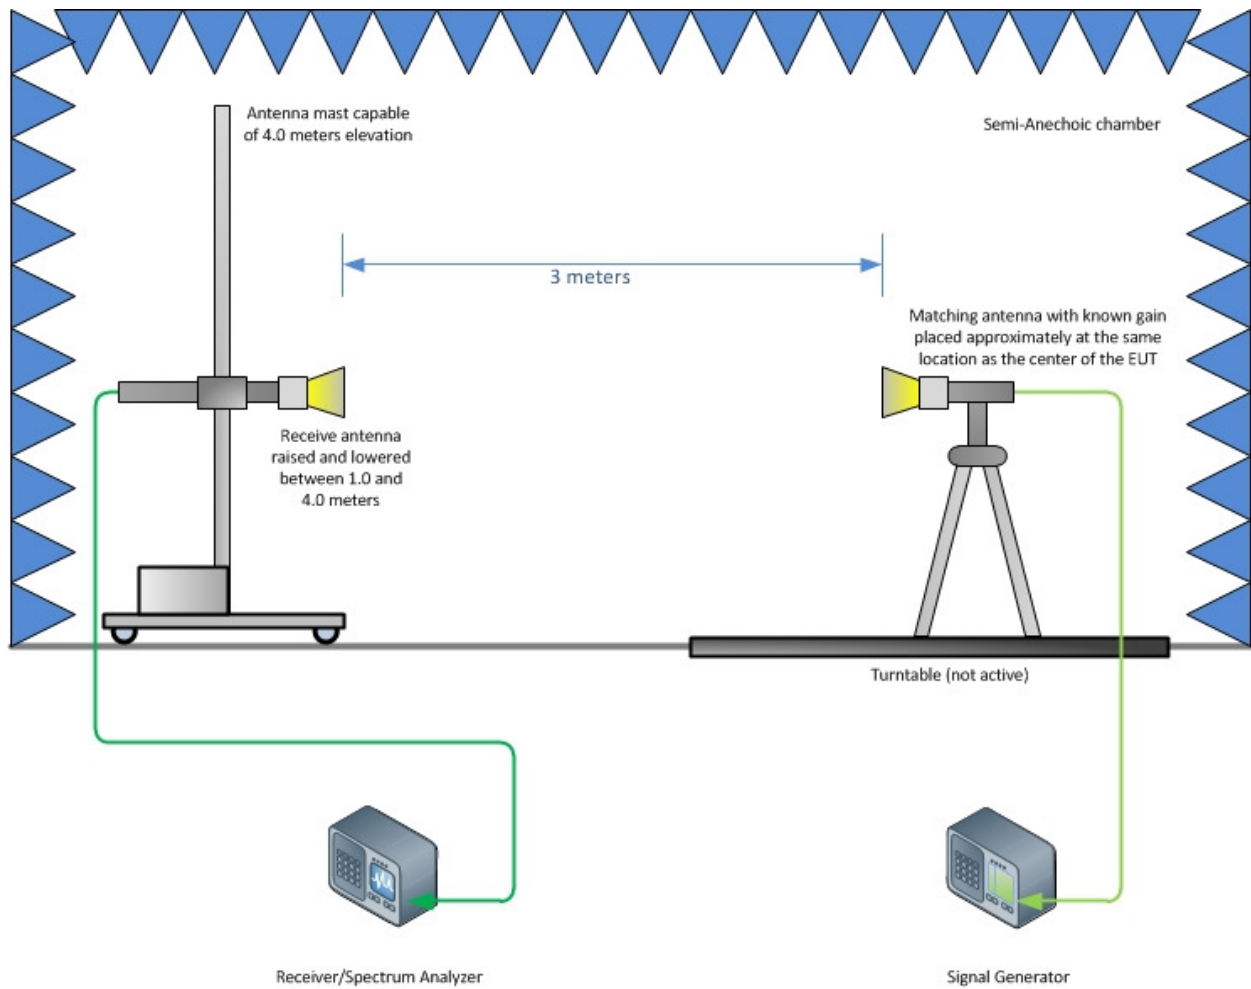 Antenna mast capable
of 4.0 meters elevation
Semi-Anechoic chamber
3 meters
Matching antenna with known gain
placed approximately at the same
location as the center of the EUT
Receive antenna
raised and lowered
between 1.0 and
4.0 meters
Turntable (not active)
Receiver/Spectrum Analyzer
Signal Generator